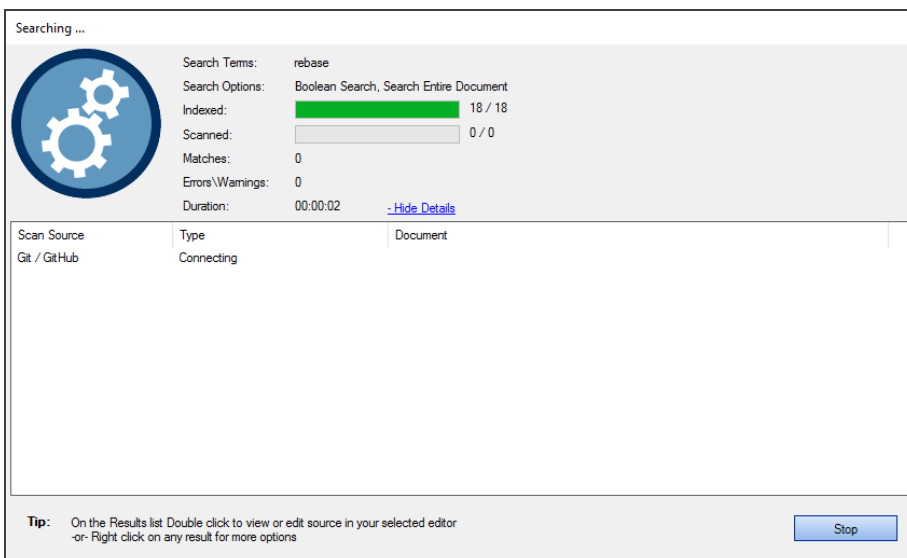 Searching ...
Search Terms: rebase
Search Options: Boolean Search, Search Entire Document
Indexed: 18 / 18
Scanned: 0 / 0
Matches: 0
Errors\Warnings: 0
Duration: 00:00:02 - Hide Details
Scan Source Type Document
Git / GitHub Connecting
Tip: On the Results list Double click to view or edit source in your selected editor
-or- Right click on any result for more options
Stop